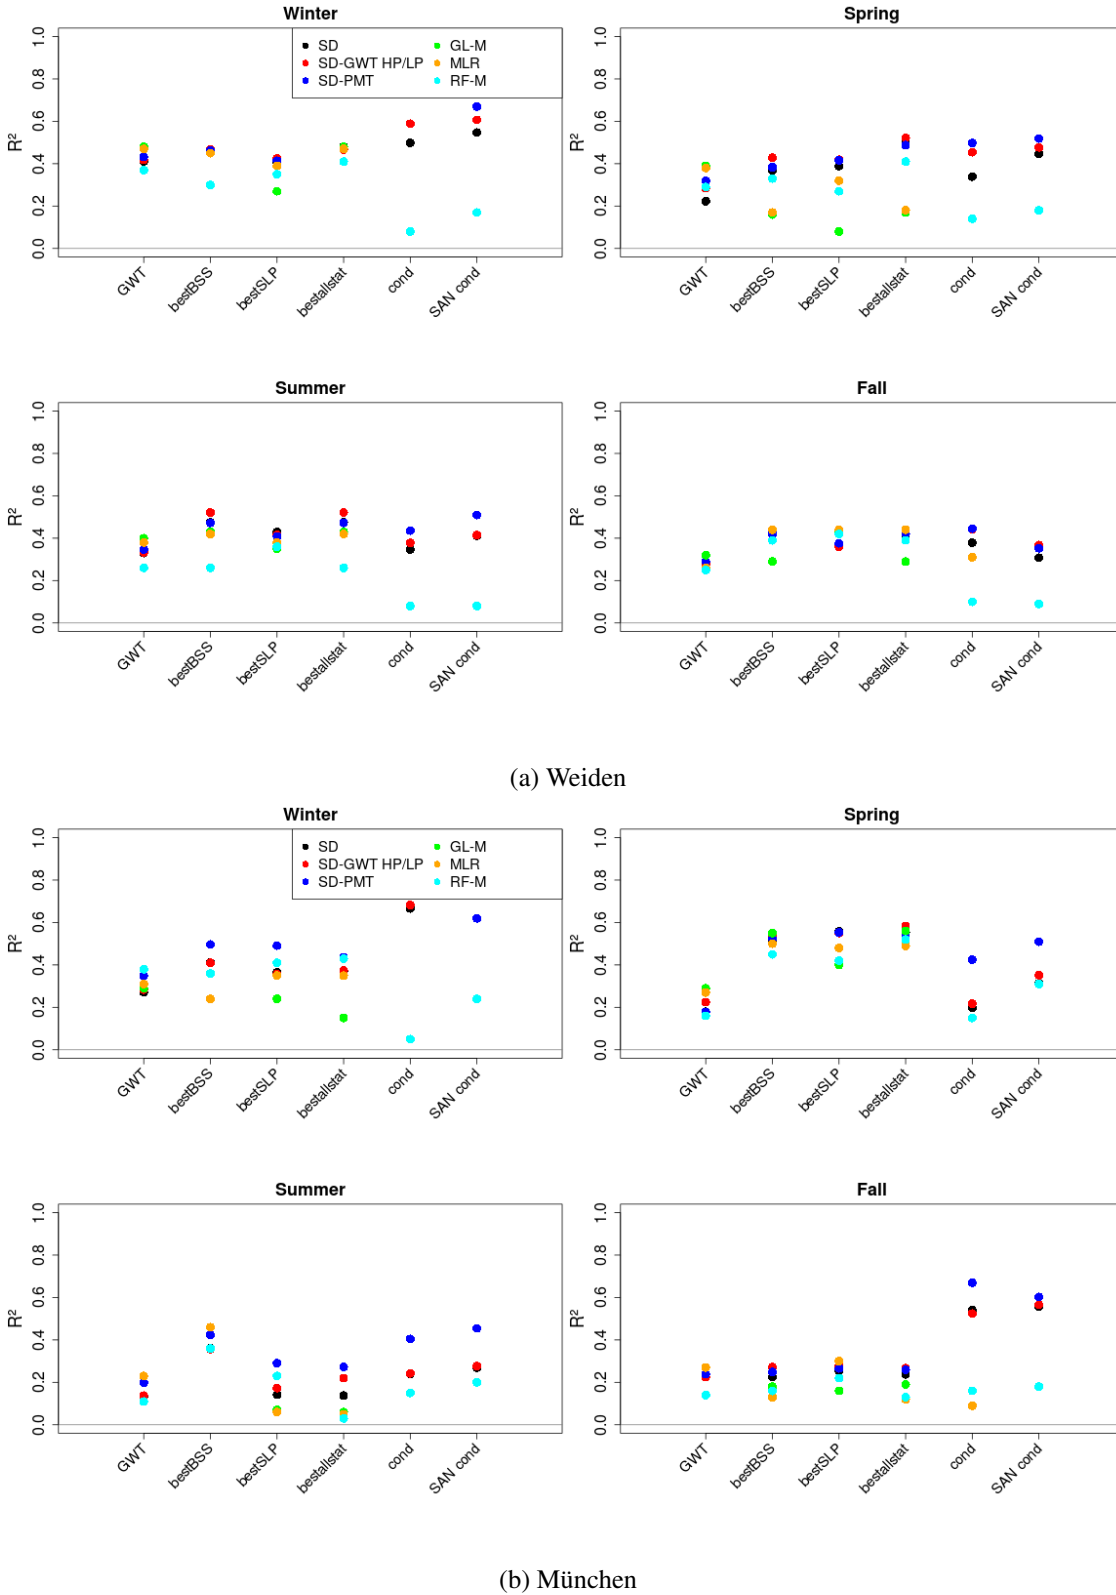 Winter
1.0
0.8
0.6
0.4
0.2
0.0
R²
SD
SD-GWT HP/LP
SD-PMT
GL-M
MLR
RF-M
GWT
bestBSS
bestSLP
bestallstat
cond
SAN cond
Spring
1.0
0.8
0.6
0.4
0.2
0.0
R²
GWT
bestBSS
bestSLP
bestallstat
cond
SAN cond
Summer
1.0
0.8
0.6
0.4
0.2
0.0
R²
GWT
bestBSS
bestSLP
bestallstat
cond
SAN cond
Fall
1.0
0.8
0.6
0.4
0.2
0.0
R²
GWT
bestBSS
bestSLP
bestallstat
cond
SAN cond
(a) Weiden
Winter
1.0
0.8
0.6
0.4
0.2
0.0
R²
SD
SD-GWT HP/LP
SD-PMT
GL-M
MLR
RF-M
GWT
bestBSS
bestSLP
bestallstat
cond
SAN cond
Spring
1.0
0.8
0.6
0.4
0.2
0.0
R²
GWT
bestBSS
bestSLP
bestallstat
cond
SAN cond
Summer
1.0
0.8
0.6
0.4
0.2
0.0
R²
GWT
bestBSS
bestSLP
bestallstat
cond
SAN cond
Fall
1.0
0.8
0.6
0.4
0.2
0.0
R²
GWT
bestBSS
bestSLP
bestallstat
cond
SAN cond
(b) München